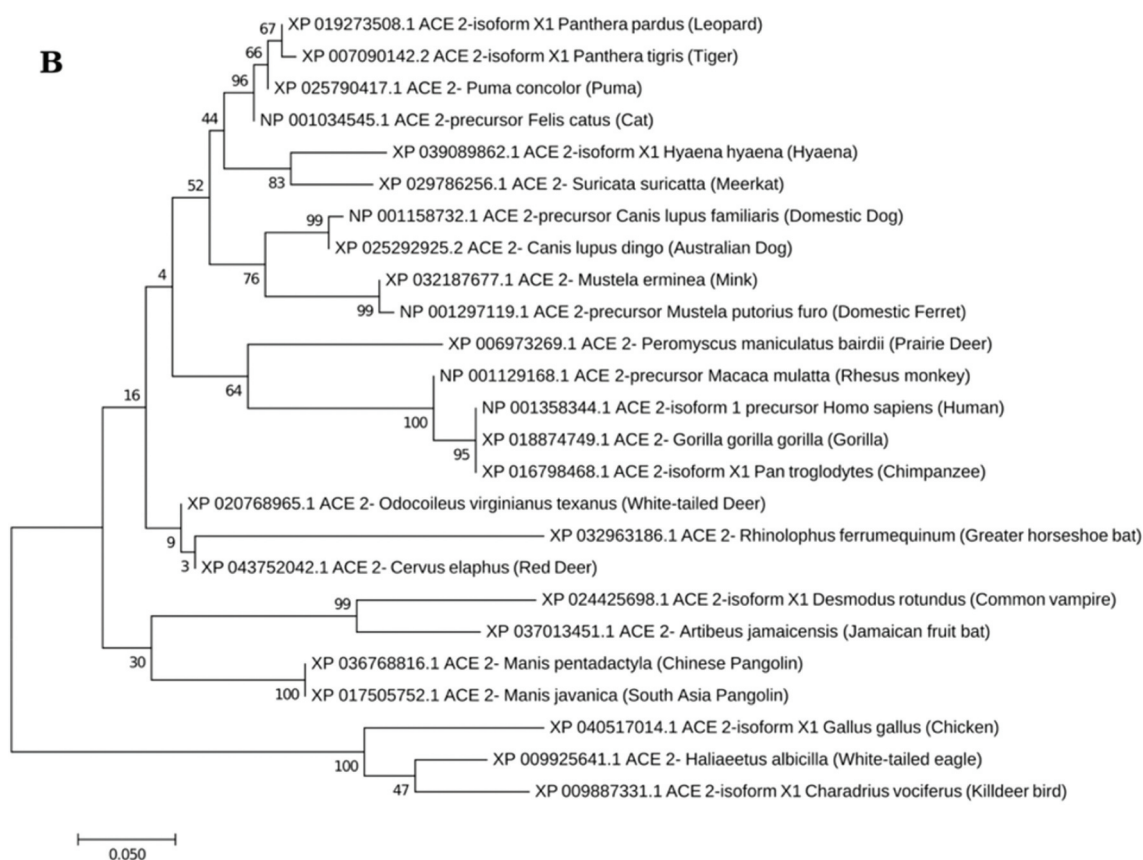 B
67
XP 019273508.1 ACE 2-isoform X1 Panthera pardus (Leopard)
66
XP 007090142.2 ACE 2-isoform X1 Panthera tigris (Tiger)
96
XP 025790417.1 ACE 2- Puma concolor (Puma)
44
NP 001034545.1 ACE 2-precursor Felis catus (Cat)
XP 039089862.1 ACE 2-isoform X1 Hyaena hyaena (Hyaena)
83
XP 029786256.1 ACE 2- Suricata suricatta (Meerkat)
52
99
NP 001158732.1 ACE 2-precursor Canis lupus familiaris (Domestic Dog)
XP 025292925.2 ACE 2- Canis lupus dingo (Australian Dog)
76
4
XP 032187677.1 ACE 2- Mustela erminea (Mink)
99
NP 001297119.1 ACE 2-precursor Mustela putorius furo (Domestic Ferret)
XP 006973269.1 ACE 2- Peromyscus maniculatus bairdii (Prairie Deer)
64
16
NP 001129168.1 ACE 2-precursor Macaca mulatta (Rhesus monkey)
100
NP 001358344.1 ACE 2-isoform 1 precursor Homo sapiens (Human)
XP 018874749.1 ACE 2- Gorilla gorilla gorilla (Gorilla)
95
XP 016798468.1 ACE 2-isoform X1 Pan troglodytes (Chimpanzee)
XP 020768965.1 ACE 2- Odocoileus virginianus texanus (White-tailed Deer)
9
XP 032963186.1 ACE 2- Rhinolophus ferrumequinum (Greater horseshoe bat)
3
XP 043752042.1 ACE 2- Cervus elaphus (Red Deer)
99
XP 024425698.1 ACE 2-isoform X1 Desmodus rotundus (Common vampire)
XP 037013451.1 ACE 2- Artibeus jamaicensis (Jamaican fruit bat)
30
XP 036768816.1 ACE 2- Manis pentadactyla (Chinese Pangolin)
100
XP 017505752.1 ACE 2- Manis javanica (South Asia Pangolin)
XP 040517014.1 ACE 2-isoform X1 Gallus gallus (Chicken)
100
XP 009925641.1 ACE 2- Haliaeetus albicilla (White-tailed eagle)
47
XP 009887331.1 ACE 2-isoform X1 Charadrius vociferus (Killdeer bird)
0.050